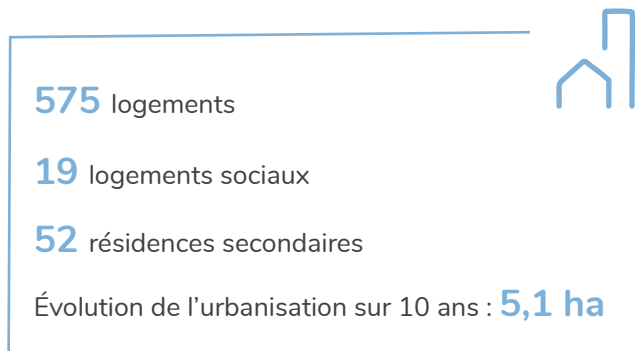 575 logements
19 logements sociaux
52 résidences secondaires
Évolution de l’urbanisation sur 10 ans : 5,1 ha